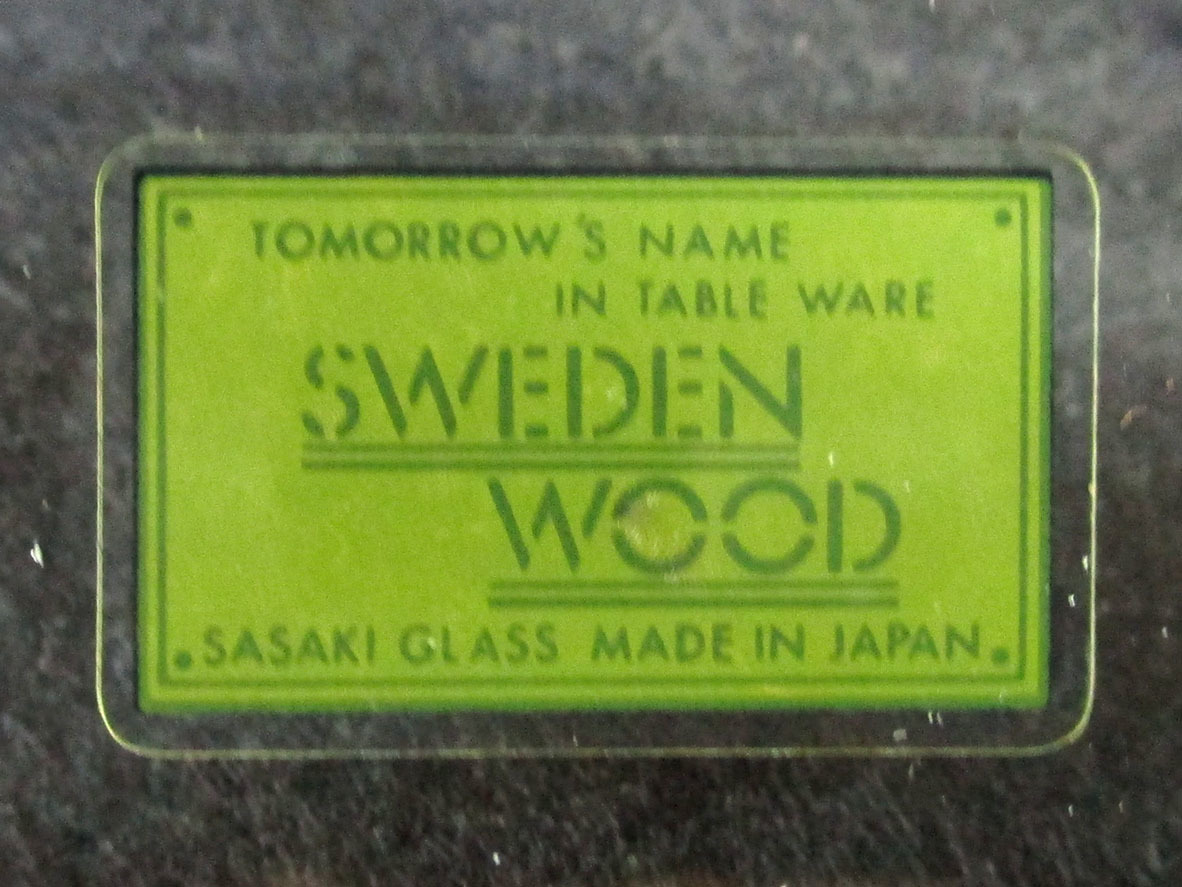 TOMORROW'S NAME
IN TABLE WARE
SWEDEN
WOOD
SASAKI GLASS MADE IN JAPAN